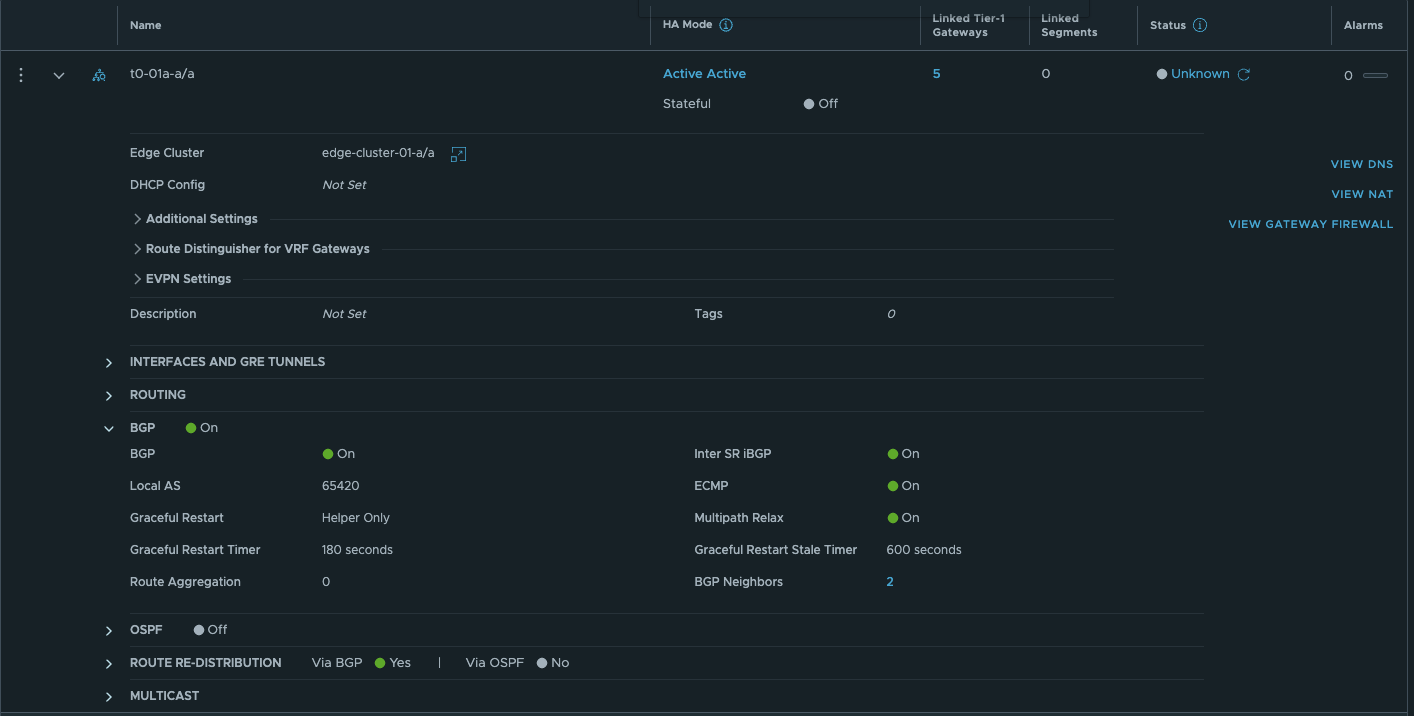 Name HA Mode Linked Tier-1 Gateways Linked Segments Status Alarms
t0-01a-a/a Active Active 5 0 Unknown 0
Stateful Off
Edge Cluster edge-cluster-01-a/a
VIEW DNS
DHCP Config Not Set
VIEW NAT
Additional Settings
VIEW GATEWAY FIREWALL
Route Distinguisher for VRF Gateways
EVPN Settings
Description Not Set Tags 0
INTERFACES AND GRE TUNNELS
ROUTING
BGP On
BGP On Inter SR iBGP On
Local AS 65420 ECMP On
Graceful Restart Helper Only Multipath Relax On
Graceful Restart Timer 180 seconds Graceful Restart Stale Timer 600 seconds
Route Aggregation 0 BGP Neighbors 2
OSPF Off
ROUTE RE-DISTRIBUTION Via BGP Yes | Via OSPF No
MULTICAST